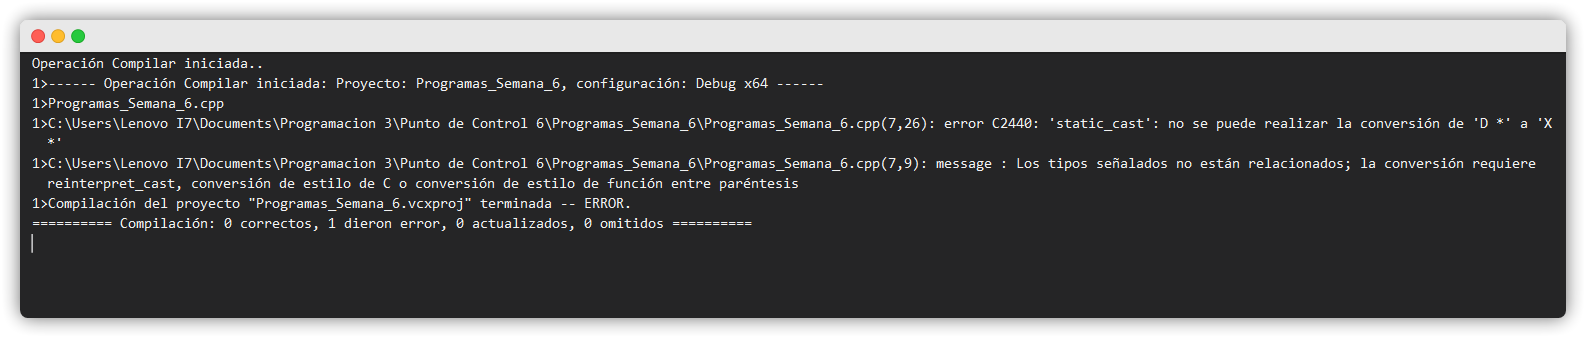 Operación Compilar iniciada..
1>------ Operación Compilar iniciada: Proyecto: Programas_Semana_6, configuración: Debug x64 ------
1>Programas_Semana_6.cpp
1>C:\Users\Lenovo I7\Documents\Programacion 3\Punto de Control 6\Programas_Semana_6\Programas_Semana_6.cpp(7,26): error C2440: 'static_cast': no se puede realizar la conversión de 'D *' a 'X
*'
1>C:\Users\Lenovo I7\Documents\Programacion 3\Punto de Control 6\Programas_Semana_6\Programas_Semana_6.cpp(7,9): message : Los tipos señalados no están relacionados; la conversión requiere
reinterpret_cast, conversión de estilo de C o conversión de estilo de función entre paréntesis
1>Compilación del proyecto "Programas_Semana_6.vcxproj" terminada -- ERROR.
========== Compilación: 0 correctos, 1 dieron error, 0 actualizados, 0 omitidos ==========